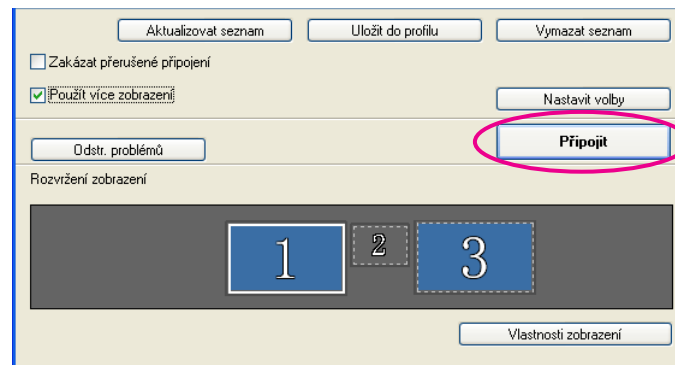 Aktualizovat seznam Uložit do profilu Vymazat seznam
Zakázat přerušené připojení
Použít více zobrazení
Nastavit volby
Odstr. problémů Připojit
Rozvržení zobrazení
1 2 3
Vlastnosti zobrazení